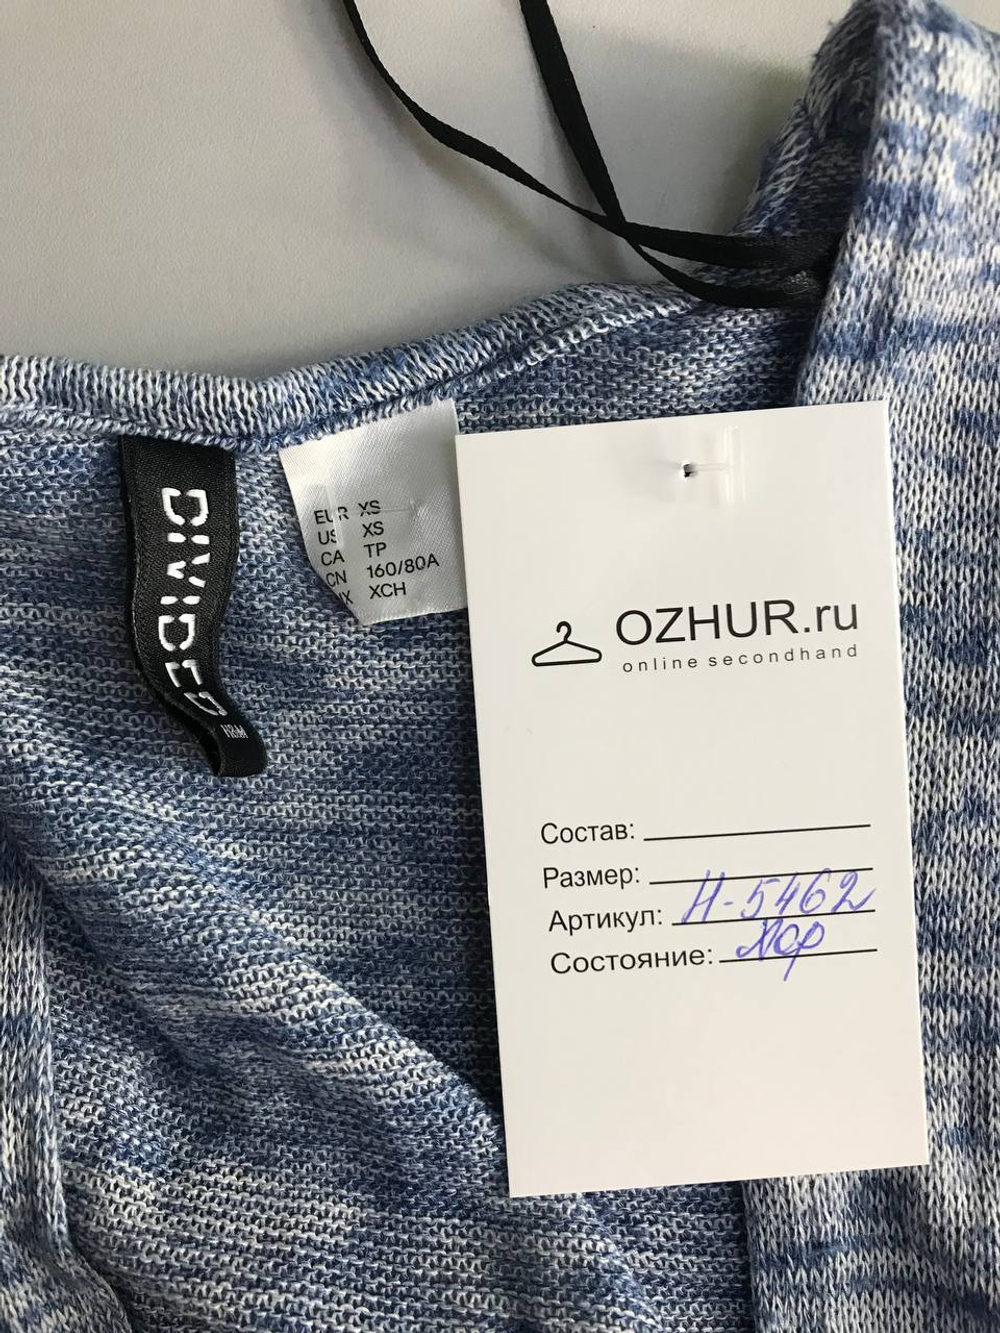 DIVIDED
H&M
EUR XS
US XS
CA TP
CN 160/80A
MX XCH
OZHUR.ru
online secondhand
Состав:
Размер:
Артикул: Н-5462
Состояние: хор